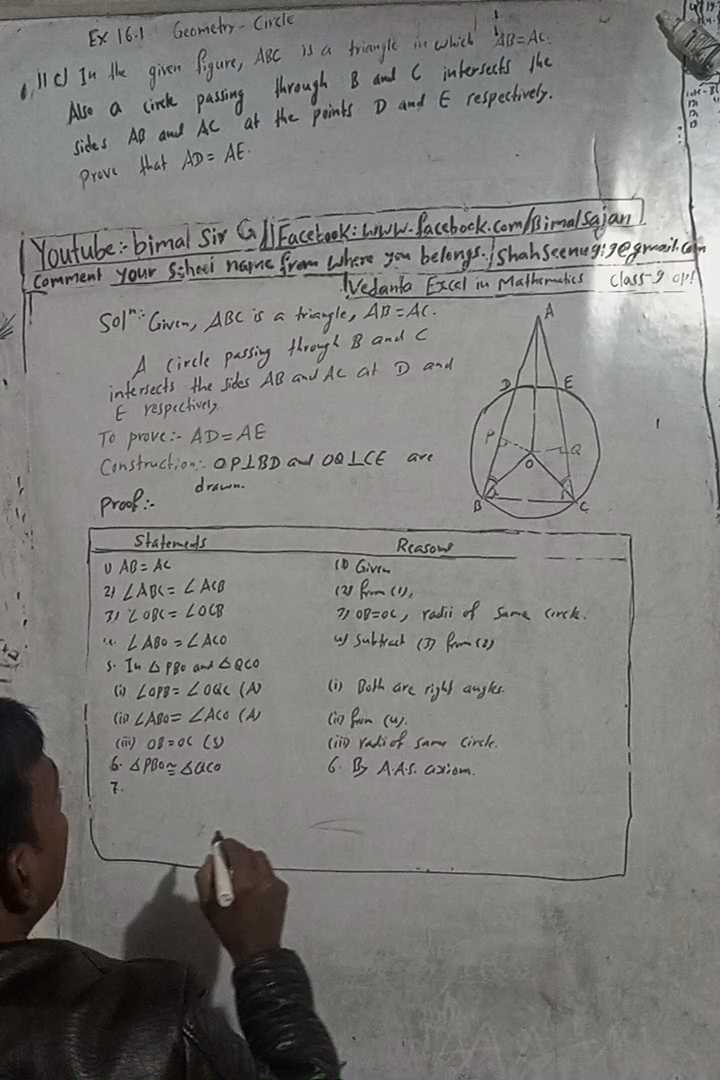 Ex 16.1 Geometry - Circle
11 c) In the given figure, ABC is a triangle in which AB = AC.
Also a circle passing through B and C intersects the
sides AB and AC at the points D and E respectively.
Prove that AD = AE.
Youtube:- bimal Sir G // Facebook: www.facebook.com/BimalSajan
Comment your School name from where you belongs. /
Vedanta Excel in Mathematics Class-9 opt
Solⁿ:- Given, ABC is a triangle, AB = AC.
A circle passing through B and C
intersects the sides AB and AC at D and
E respectively
To prove:- AD = AE
Construction:- OP⊥BD and OQ⊥CE are
drawn.
Proof:-
A
D E
P Q
O
B C
Statements Reasons
1) AB = AC (1) Given
2) ∠ABC = ∠ACB (2) from (1),
3) ∠OBC = ∠OCB 3) OB = OC, radii of same circle.
4. ∠ABO = ∠ACO 4) Subtract (3) from (2)
5. In △PBO and △QCO
(i) ∠OPB = ∠OQC (A) (i) Both are right angles.
(ii) ∠ABO = ∠ACO (A) (ii) from (4).
(iii) OB = OC (S) (iii) radii of same circle.
6. △PBO ≅ △QCO 6. By A.A.S. axiom.
7.